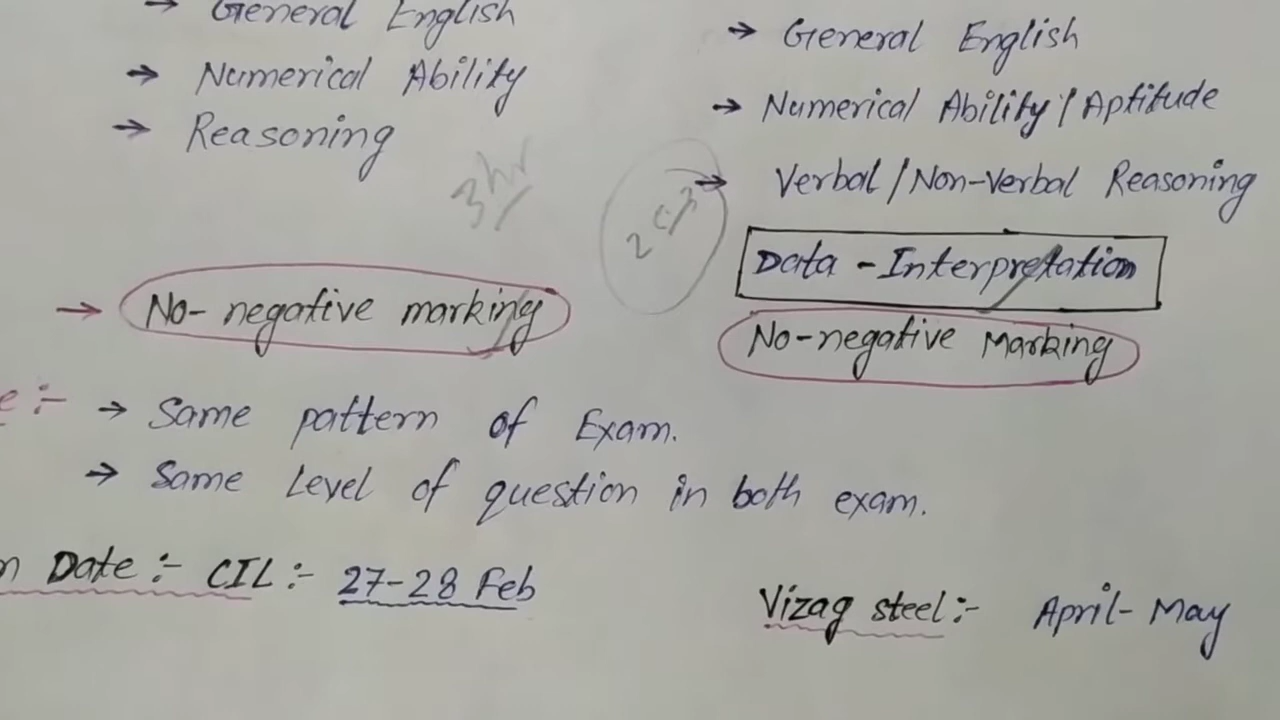 → General English
→ Numerical Ability
→ Reasoning
3 hr
→ No-negative marking
→ General English
→ Numerical Ability / Aptitude
→ Verbal / Non-Verbal Reasoning
Data - Interpretation
No-negative Marking
e :- → Same pattern of Exam.
→ Same Level of question in both exam.
n Date :- CIL :- 27-28 Feb
Vizag steel :- April- May